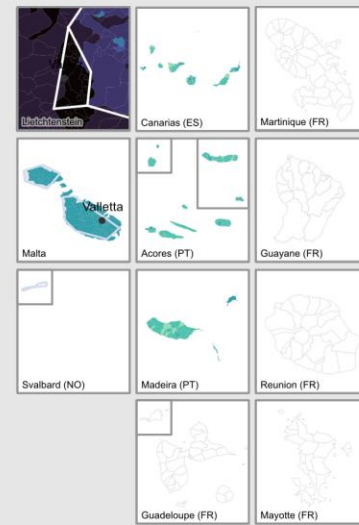 Lietchtenstein
Canarias (ES)
Martinique (FR)
Valletta
Malta
Acores (PT)
Guayane (FR)
Svalbard (NO)
Madeira (PT)
Reunion (FR)
Guadeloupe (FR)
Mayotte (FR)